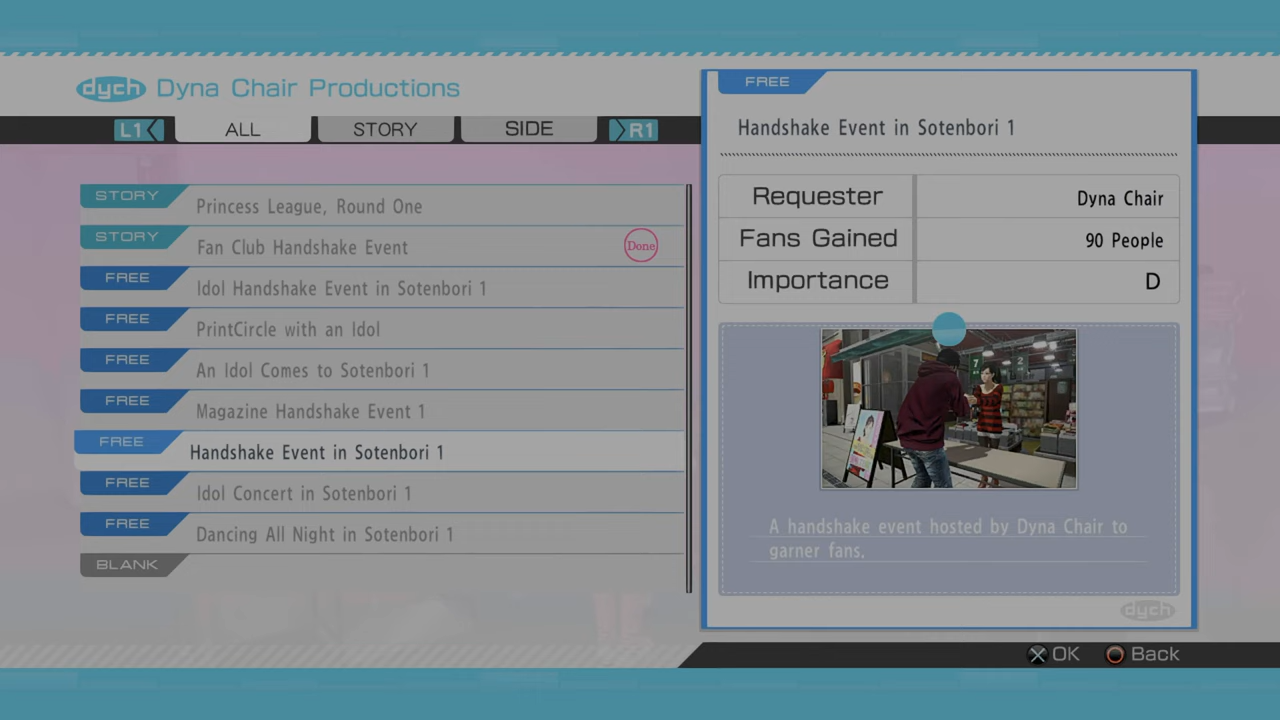 dych Dyna Chair Productions
L1 ALL STORY SIDE R1
STORY Princess League, Round One
STORY Fan Club Handshake Event Done
FREE Idol Handshake Event in Sotenbori 1
FREE PrintCircle with an Idol
FREE An Idol Comes to Sotenbori 1
FREE Magazine Handshake Event 1
FREE Handshake Event in Sotenbori 1
FREE Idol Concert in Sotenbori 1
FREE Dancing All Night in Sotenbori 1
BLANK
FREE
Handshake Event in Sotenbori 1
Requester Dyna Chair
Fans Gained 90 People
Importance D
7 2
A handshake event hosted by Dyna Chair to
garner fans.
dych
OK Back